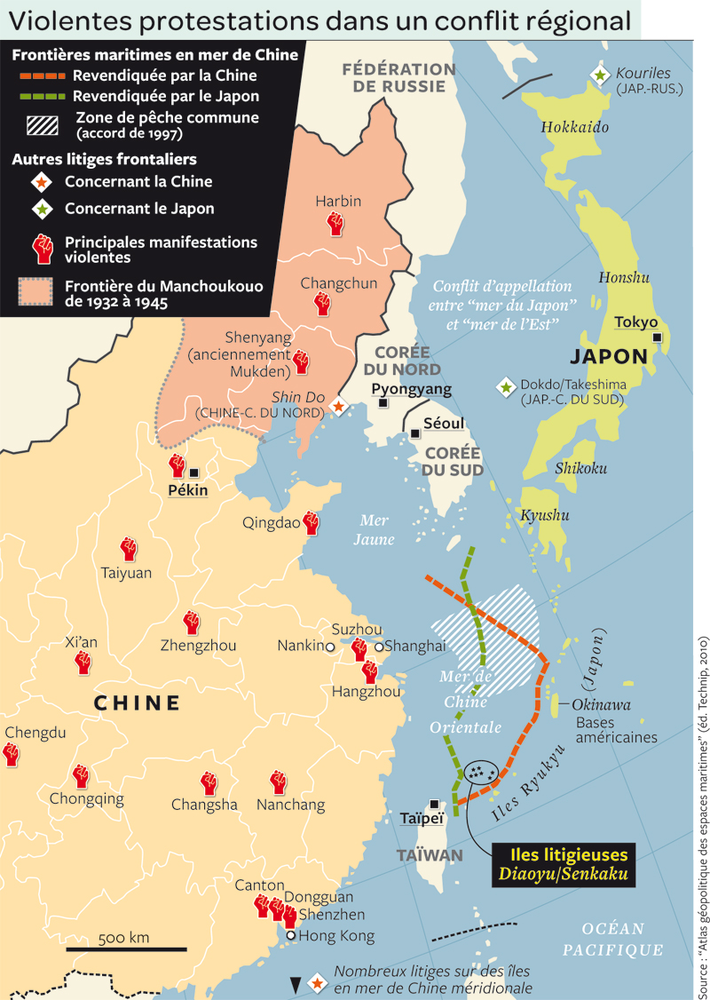 Violentes protestations dans un conflit régional
Frontières maritimes en mer de Chine
Revendiquée par la Chine
Revendiquée par le Japon
Zone de pêche commune
(accord de 1997)
Autres litiges frontaliers
Concernant la Chine
Concernant le Japon
Principales manifestations
violentes
Frontière du Manchoukouo
de 1932 à 1945
FÉDÉRATION
DE RUSSIE
Kouriles
(JAP.-RUS.)
Hokkaido
Harbin
Changchun
Honshu
Conflit d'appellation
entre "mer du Japon"
et "mer de l'Est"
Tokyo
JAPON
Shenyang
(anciennement
Mukden)
CORÉE
DU NORD
Pyongyang
Shin Do
(CHINE-C. DU NORD)
Dokdo/Takeshima
(JAP.-C. DU SUD)
Séoul
CORÉE
DU SUD
Shikoku
Pékin
Kyushu
Qingdao
Mer
Jaune
Taiyuan
Zhengzhou
Xi'an
Suzhou
Nankin
Shanghai
Hangzhou
(Japon)
Mer de
Chine
Orientale
CHINE
Okinawa
Bases
américaines
Chengdu
Chongqing
Changsha
Nanchang
Iles Ryukyu
Taïpeï
TAÏWAN
Iles litigieuses
Diaoyu/Senkaku
Canton
Dongguan
Shenzhen
Hong Kong
500 km
OCÉAN
PACIFIQUE
Nombreux litiges sur des îles
en mer de Chine méridionale
Source : "Atlas géopolitique des espaces maritimes" (éd. Technip, 2010)